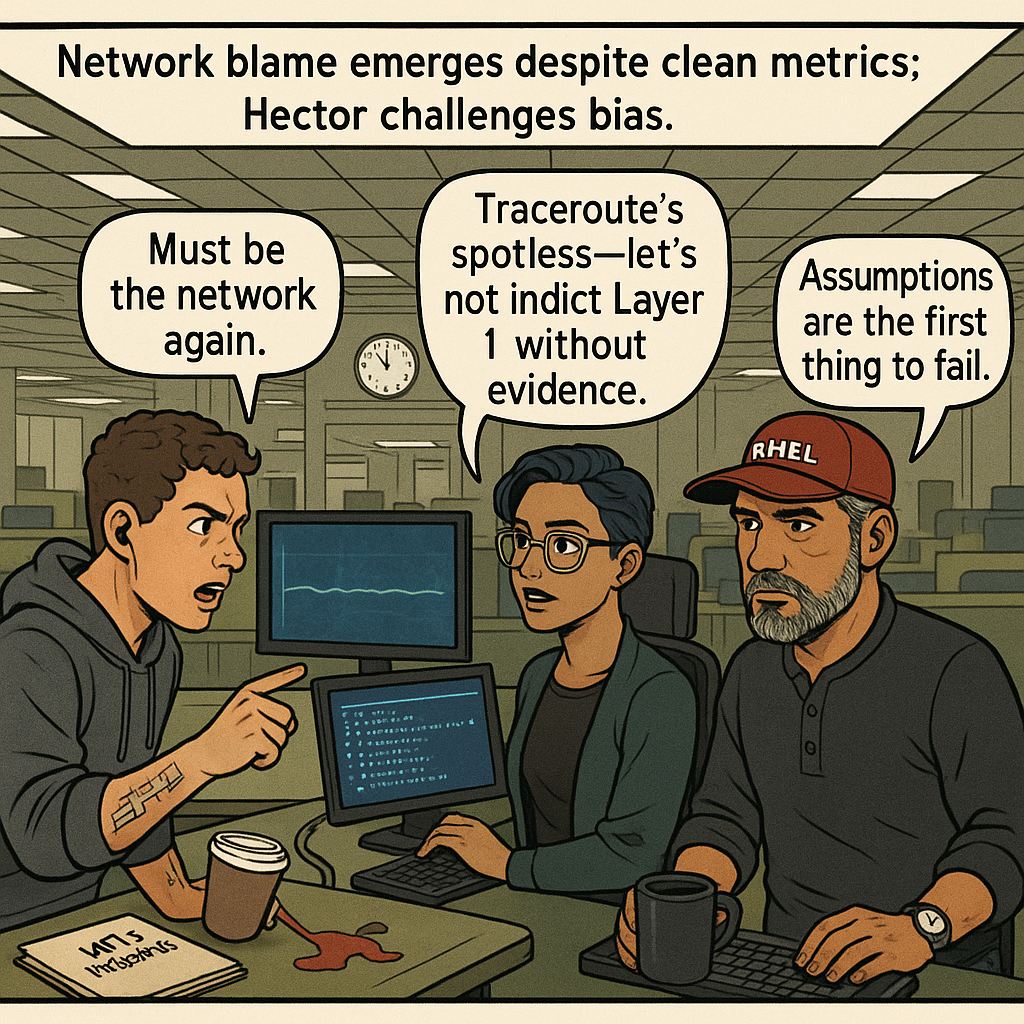 Network blame emerges despite clean metrics;
Hector challenges bias.
Must be
the network
again.
Traceroute's
spotless—let's
not indict Layer
1 without
evidence.
Assumptions
are the first
thing to fail.
RHEL